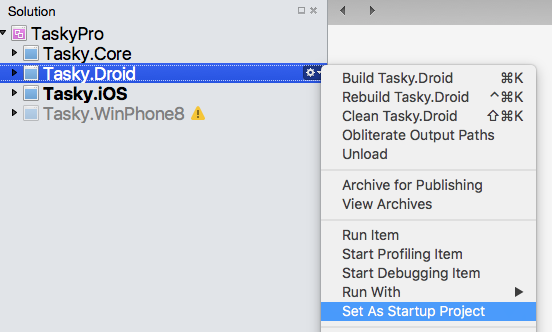 Solution
TaskyPro
Tasky.Core
Tasky.Droid
Tasky.iOS
Tasky.WinPhone8
Build Tasky.Droid ⌘K
Rebuild Tasky.Droid ^⌘K
Clean Tasky.Droid ⇧⌘K
Obliterate Output Paths
Unload
Archive for Publishing
View Archives
Run Item
Start Profiling Item
Start Debugging Item
Run With
Set As Startup Project